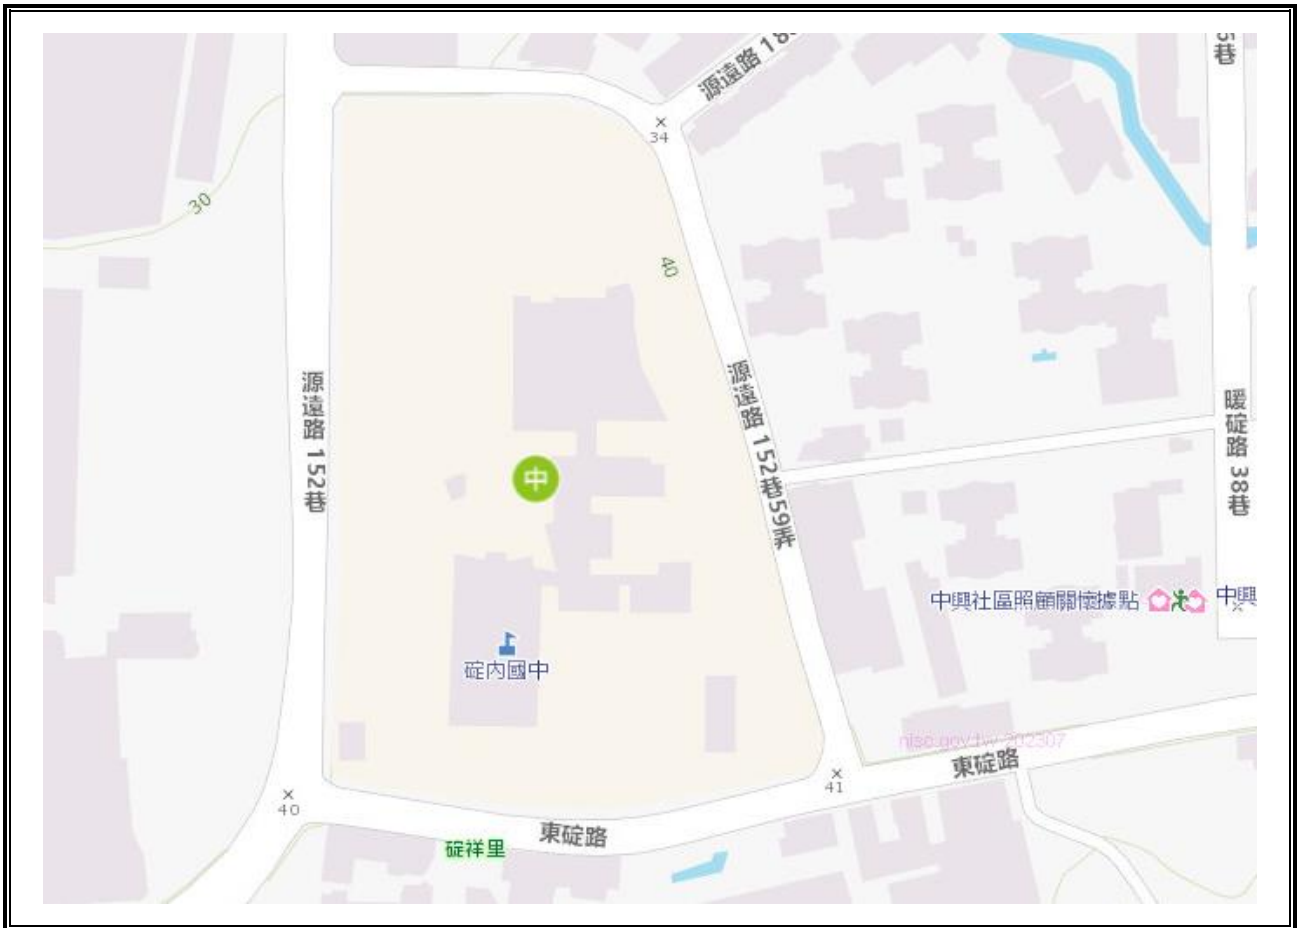 源遠路 18
34
30
40
源遠路 152巷
源遠路 152巷59弄
暖碇路 38巷
中
中興社區照顧關懷據點
中興
碇內國中
nlsc.gov.tw 202307
東碇路
41
40
東碇路
碇祥里